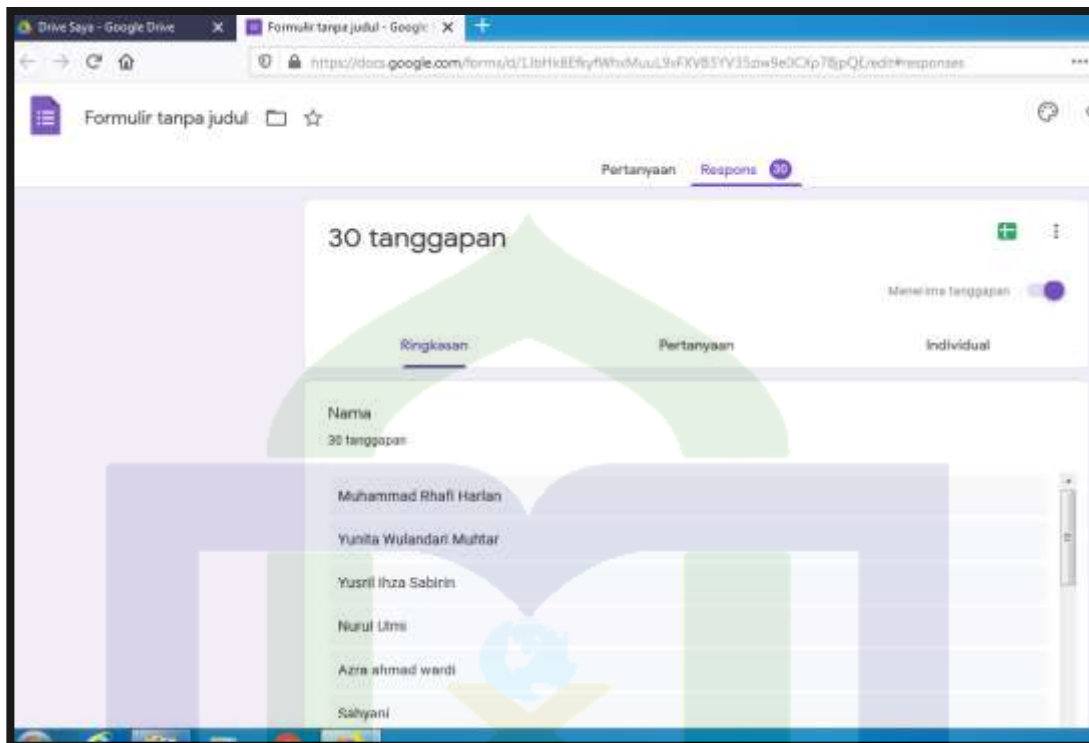 Drive Saya - Google Drive
Formulir tanpa judul - Google
Formulir tanpa judul
Pertanyaan Respons 30
30 tanggapan
Menerima tanggapan
Ringkasan Pertanyaan Individual
Nama
30 tanggapan
Muhammad Rhafi Harlan
Yunita Wulandari Muhtar
Yusril Ihza Sabirin
Nurul Ulmi
Azra ahmad wardi
Sahyani